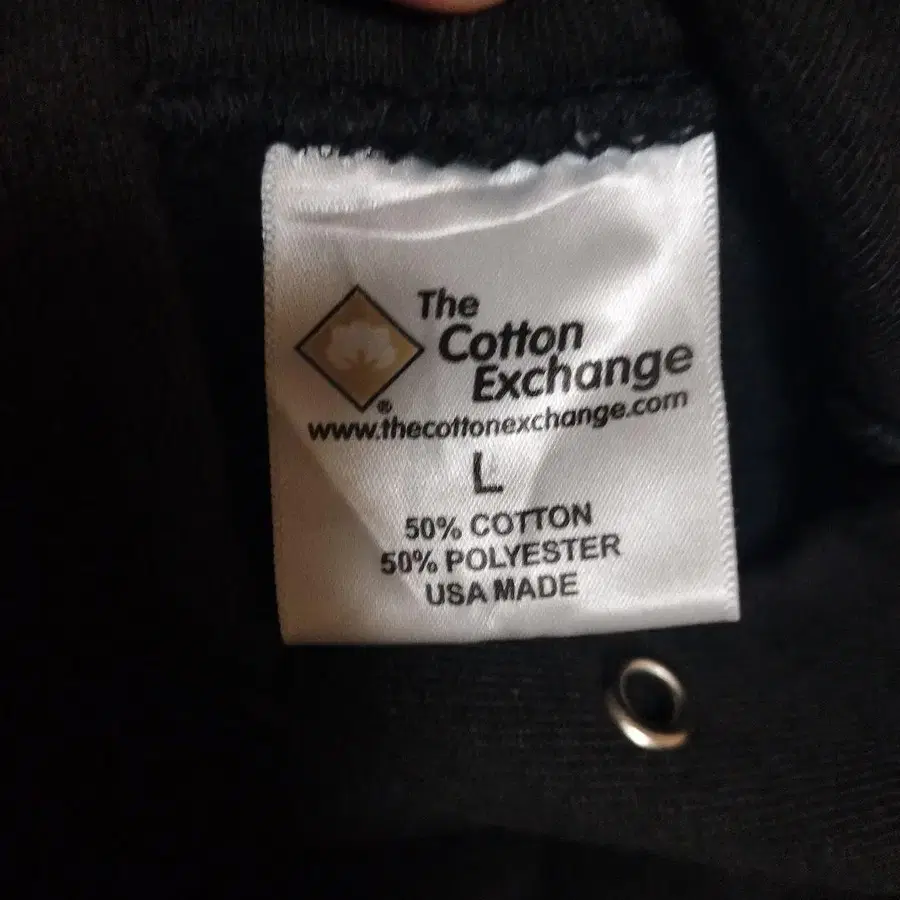 The
Cotton
Exchange
®
www.thecottonexchange.com
L
50% COTTON
50% POLYESTER
USA MADE